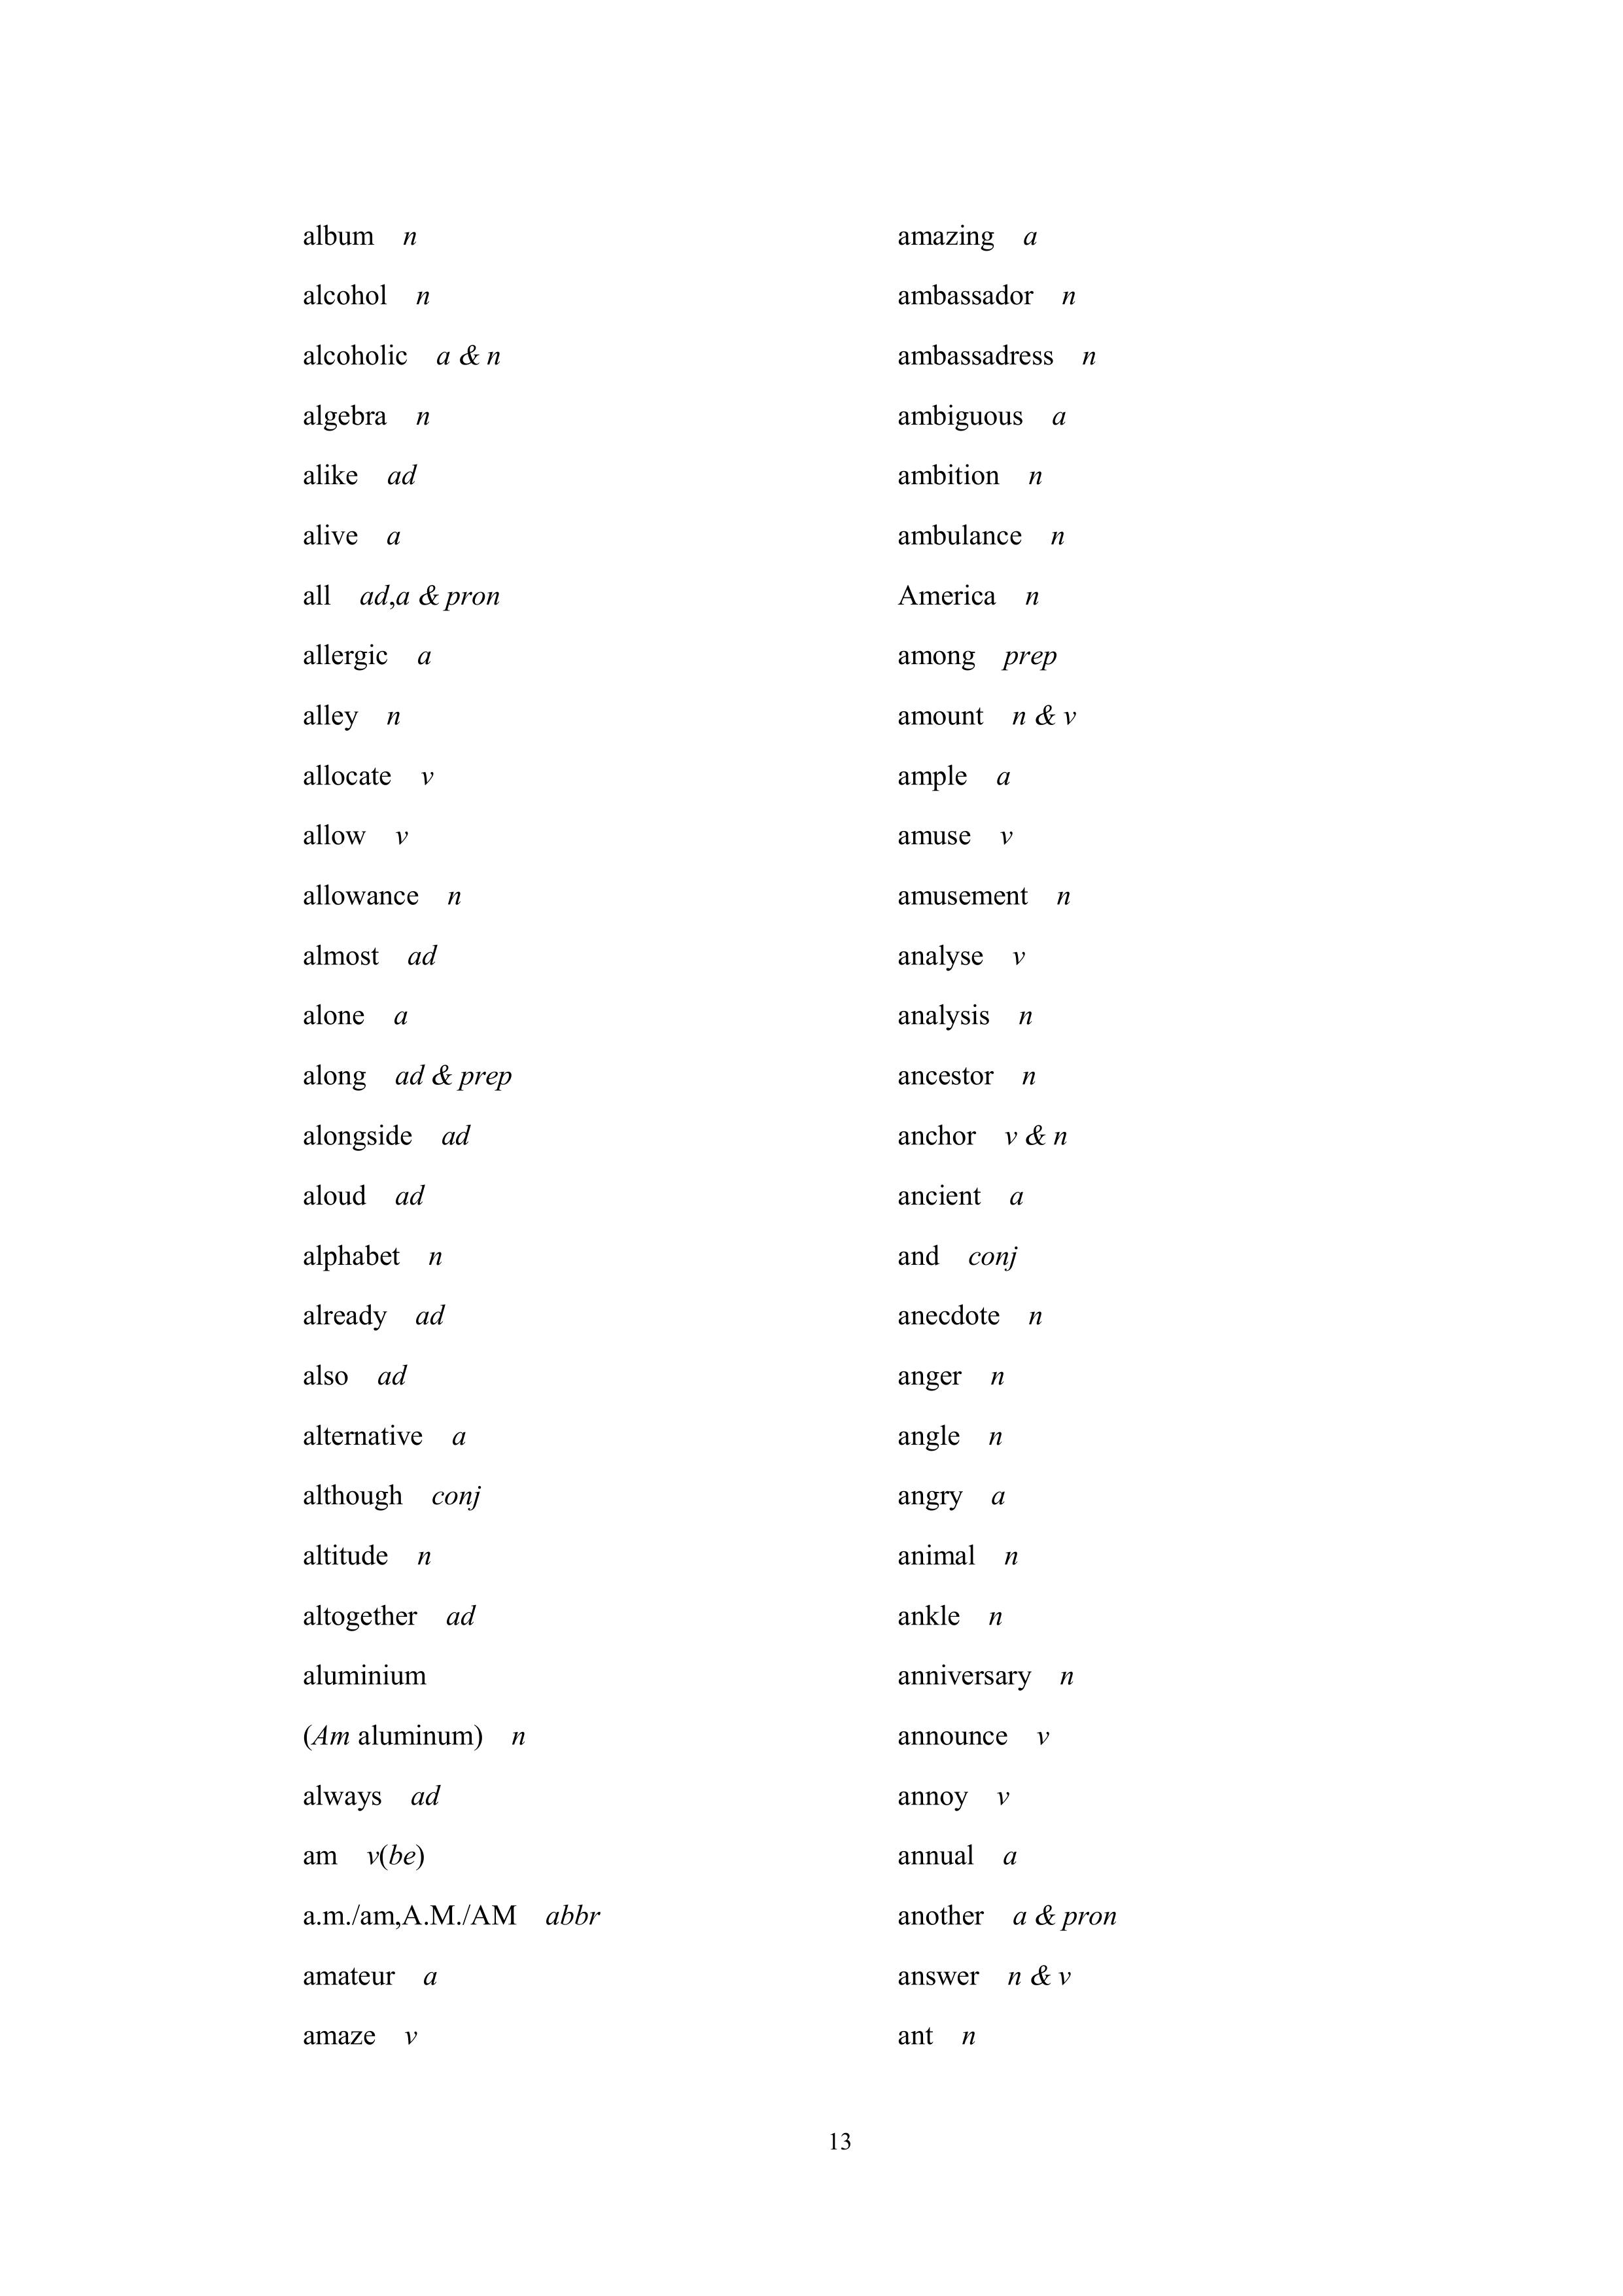 album n
alcohol n
alcoholic a & n
algebra n
alike ad
alive a
all ad,a & pron
allergic a
alley n
allocate v
allow v
allowance n
almost ad
alone a
along ad & prep
alongside ad
aloud ad
alphabet n
already ad
also ad
alternative a
although conj
altitude n
altogether ad
aluminium
(Am aluminum) n
always ad
am v(be)
a.m./am,A.M./AM abbr
amateur a
amaze v
amazing a
ambassador n
ambassadress n
ambiguous a
ambition n
ambulance n
America n
among prep
amount n & v
ample a
amuse v
amusement n
analyse v
analysis n
ancestor n
anchor v & n
ancient a
and conj
anecdote n
anger n
angle n
angry a
animal n
ankle n
anniversary n
announce v
annoy v
annual a
another a & pron
answer n & v
ant n
13